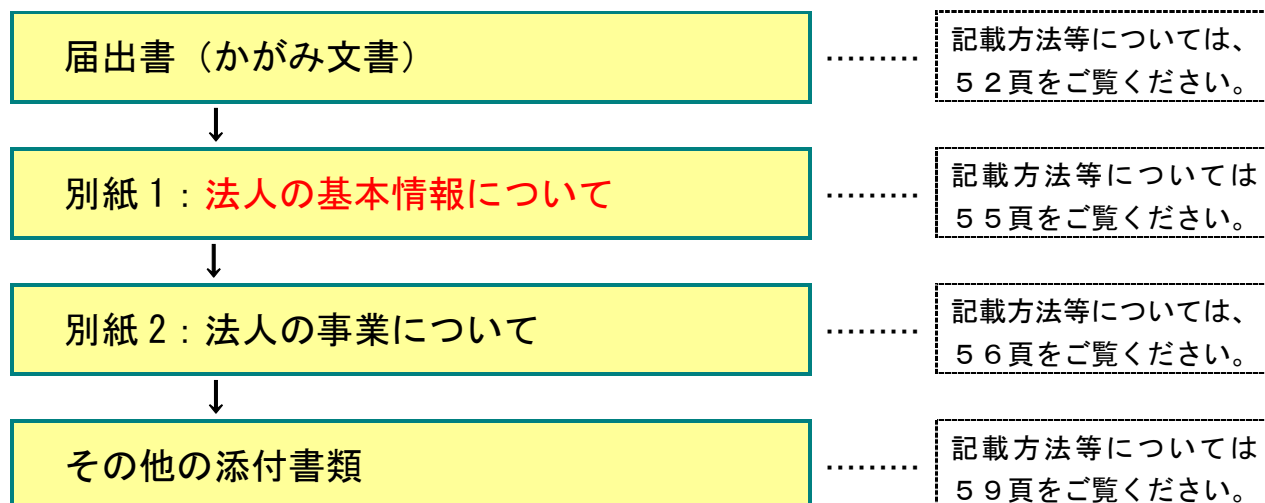 届出書（かがみ文書）
………
記載方法等については、
５２頁をご覧ください。
↓
別紙１：法人の基本情報について
………
記載方法等については
５５頁をご覧ください。
↓
別紙２：法人の事業について
………
記載方法等については、
５６頁をご覧ください。
↓
その他の添付書類
………
記載方法等については
５９頁をご覧ください。